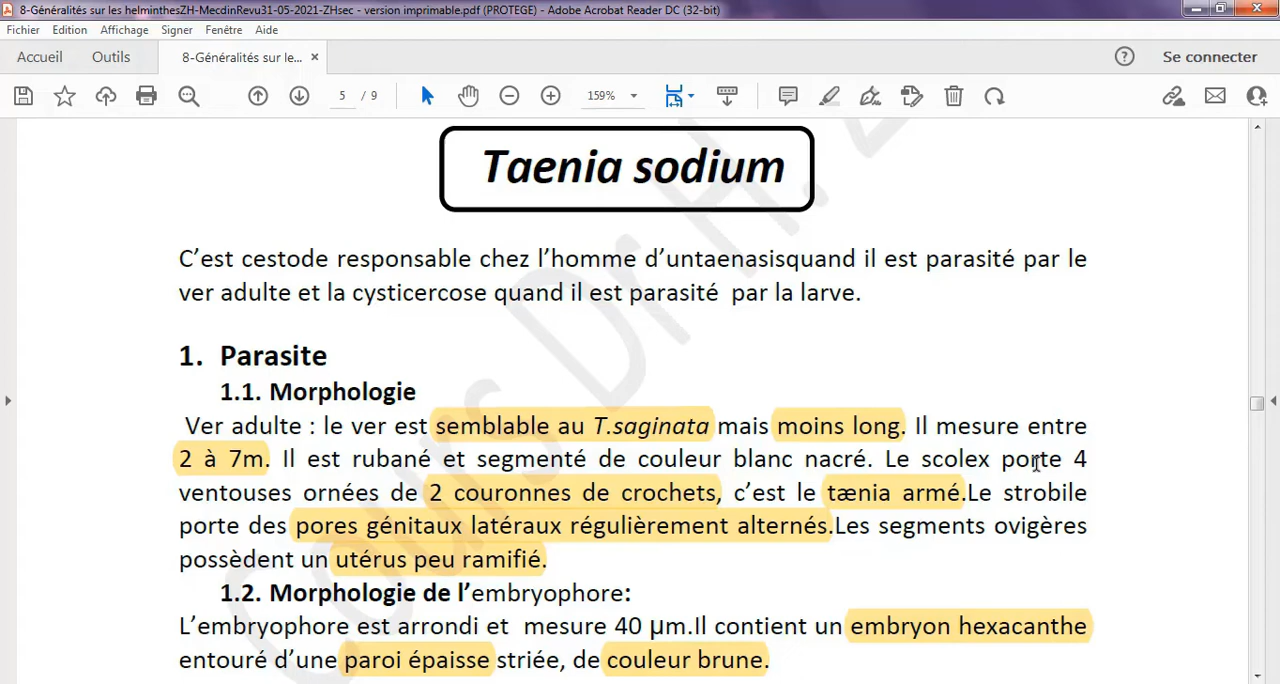 8-Généralités sur les helminthesZH-MecdinRevu31-05-2021-ZHsec - version imprimable.pdf (PROTEGE) - Adobe Acrobat Reader DC (32-bit)
Fichier Edition Affichage Signer Fenêtre Aide
Accueil Outils 8-Généralités sur le... × Se connecter
5 / 9 159%
Taenia sodium
C’est cestode responsable chez l’homme d’untaenasisquand il est parasité par le
ver adulte et la cysticercose quand il est parasité par la larve.
1. Parasite
1.1. Morphologie
Ver adulte : le ver est semblable au T.saginata mais moins long. Il mesure entre
2 à 7m. Il est rubané et segmenté de couleur blanc nacré. Le scolex porte 4
ventouses ornées de 2 couronnes de crochets, c’est le tænia armé.Le strobile
porte des pores génitaux latéraux régulièrement alternés.Les segments ovigères
possèdent un utérus peu ramifié.
1.2. Morphologie de l’embryophore:
L’embryophore est arrondi et mesure 40 µm.Il contient un embryon hexacanthe
entouré d’une paroi épaisse striée, de couleur brune.
Cours Dr H. Z